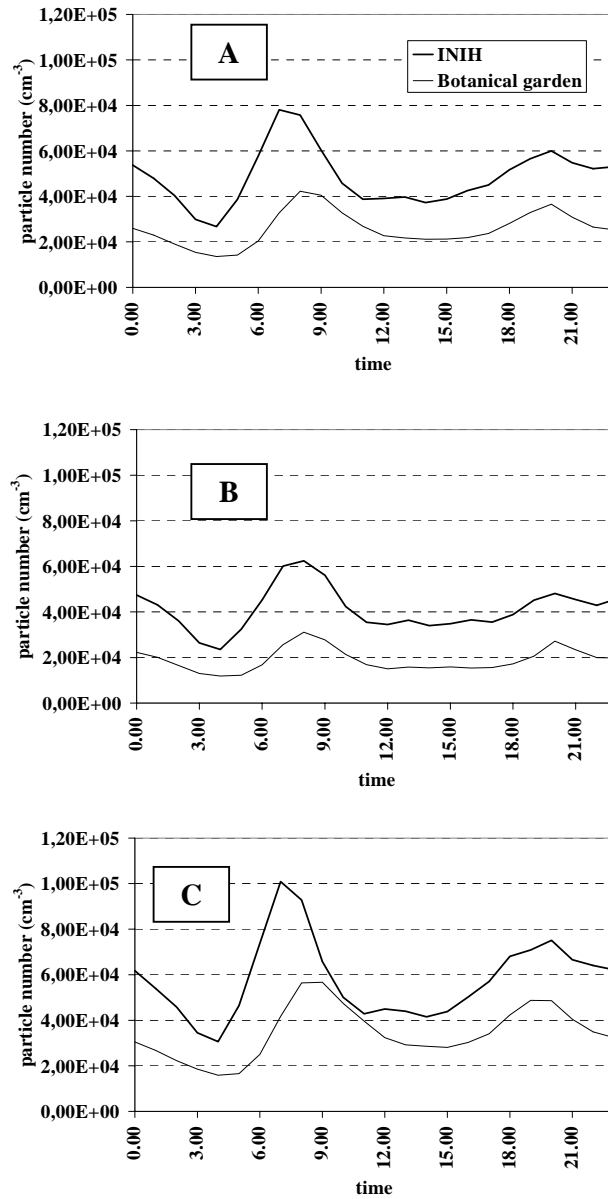 1,20E+05
1,00E+05
8,00E+04
6,00E+04
4,00E+04
2,00E+04
0,00E+00
particle number (cm-3)
A
INIH
Botanical garden
0.00
3.00
6.00
9.00
12.00
15.00
18.00
21.00
time
1,20E+05
1,00E+05
8,00E+04
6,00E+04
4,00E+04
2,00E+04
0,00E+00
particle number (cm-3)
B
0.00
3.00
6.00
9.00
12.00
15.00
18.00
21.00
time
1,20E+05
1,00E+05
8,00E+04
6,00E+04
4,00E+04
2,00E+04
0,00E+00
particle number (cm-3)
C
0.00
3.00
6.00
9.00
12.00
15.00
18.00
21.00
time